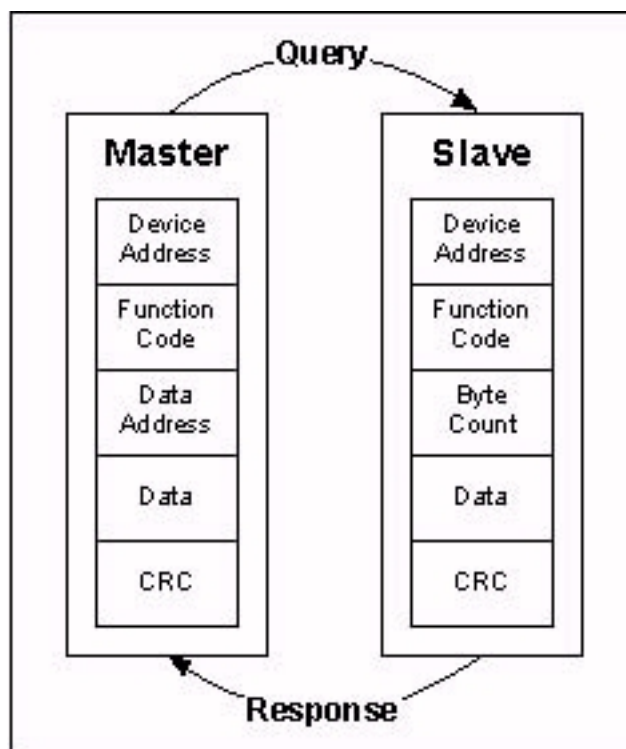 Query
Master
Device
Address
Function
Code
Data
Address
Data
CRC
Slave
Device
Address
Function
Code
Byte
Count
Data
CRC
Response